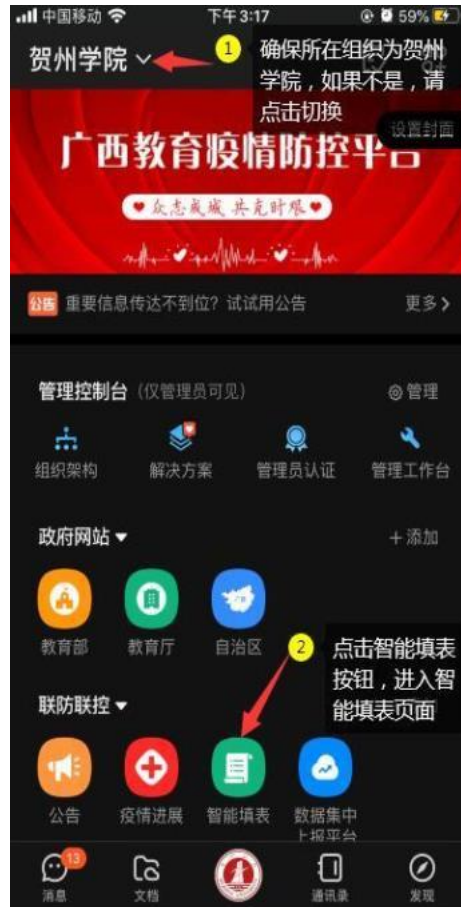 中国移动
下午3:17
59%
贺州学院
1
确保所在组织为贺州
学院，如果不是，请
点击切换
设置封面
广西教育疫情防控平台
众志成城 共克时艰
公告 重要信息传达不到位？试试用公告 更多>
管理控制台（仅管理员可见） 管理
组织架构 解决方案 管理员认证 管理工作台
政府网站 +添加
教育部 教育厅 自治区
2
点击智能填表
按钮，进入智
能填表页面
联防联控
公告 疫情进展 智能填表 数据集中
上报平台
13
消息 文档 通讯录 发现